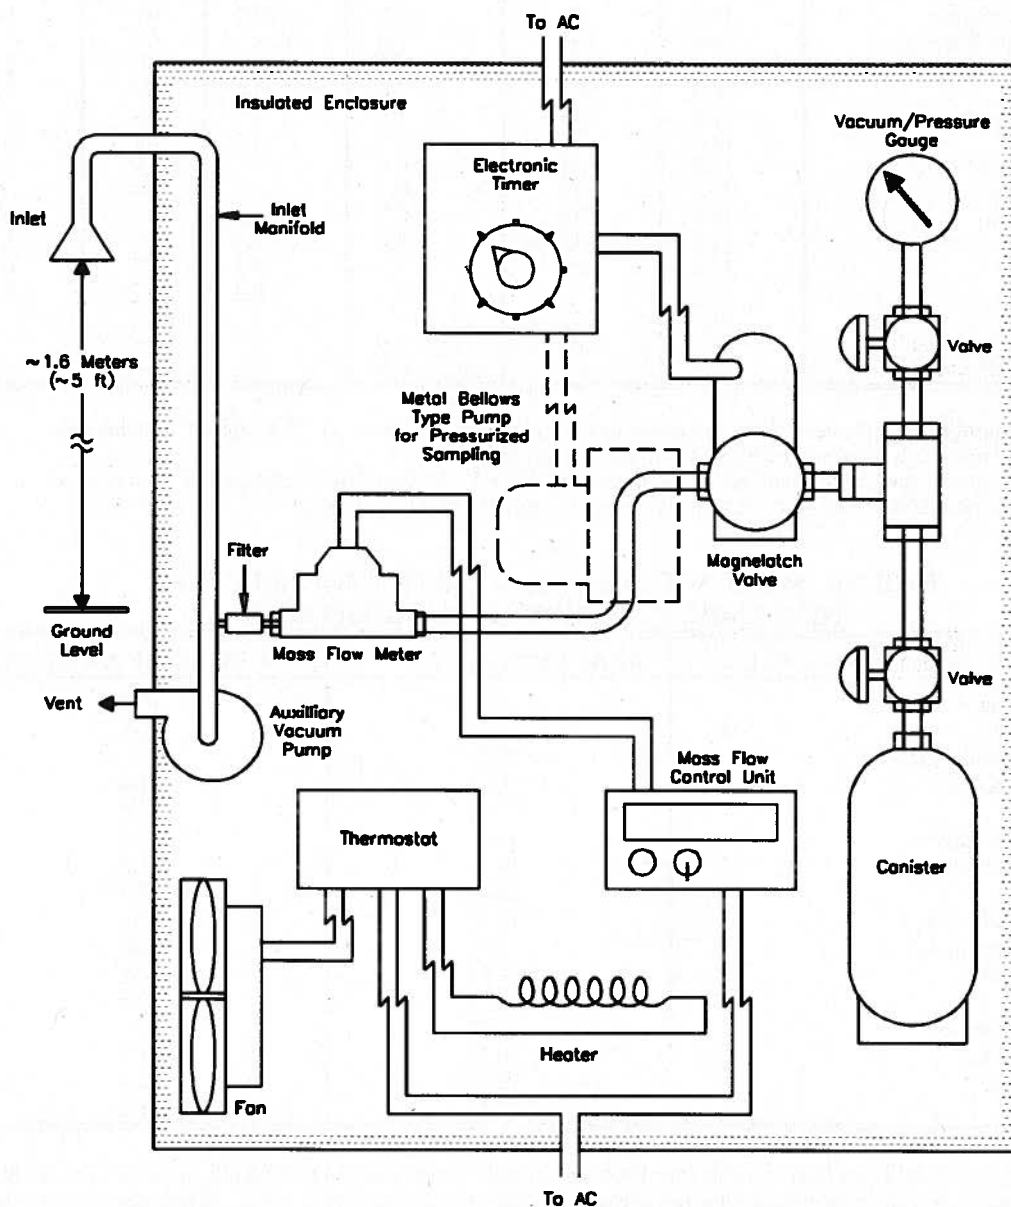 To AC
Insulated Enclosure
Vacuum/Pressure
Gauge
Electronic
Timer
Inlet
Inlet
Manifold
~1.6 Meters
(~5 ft)
Valve
Metal Bellows
Type Pump
for Pressurized
Sampling
Filter
Magnelatch
Valve
Ground
Level
Mass Flow Meter
Valve
Vent
Auxilliary
Vacuum
Pump
Mass Flow
Control Unit
Thermostat
Canister
Heater
Fan
To AC